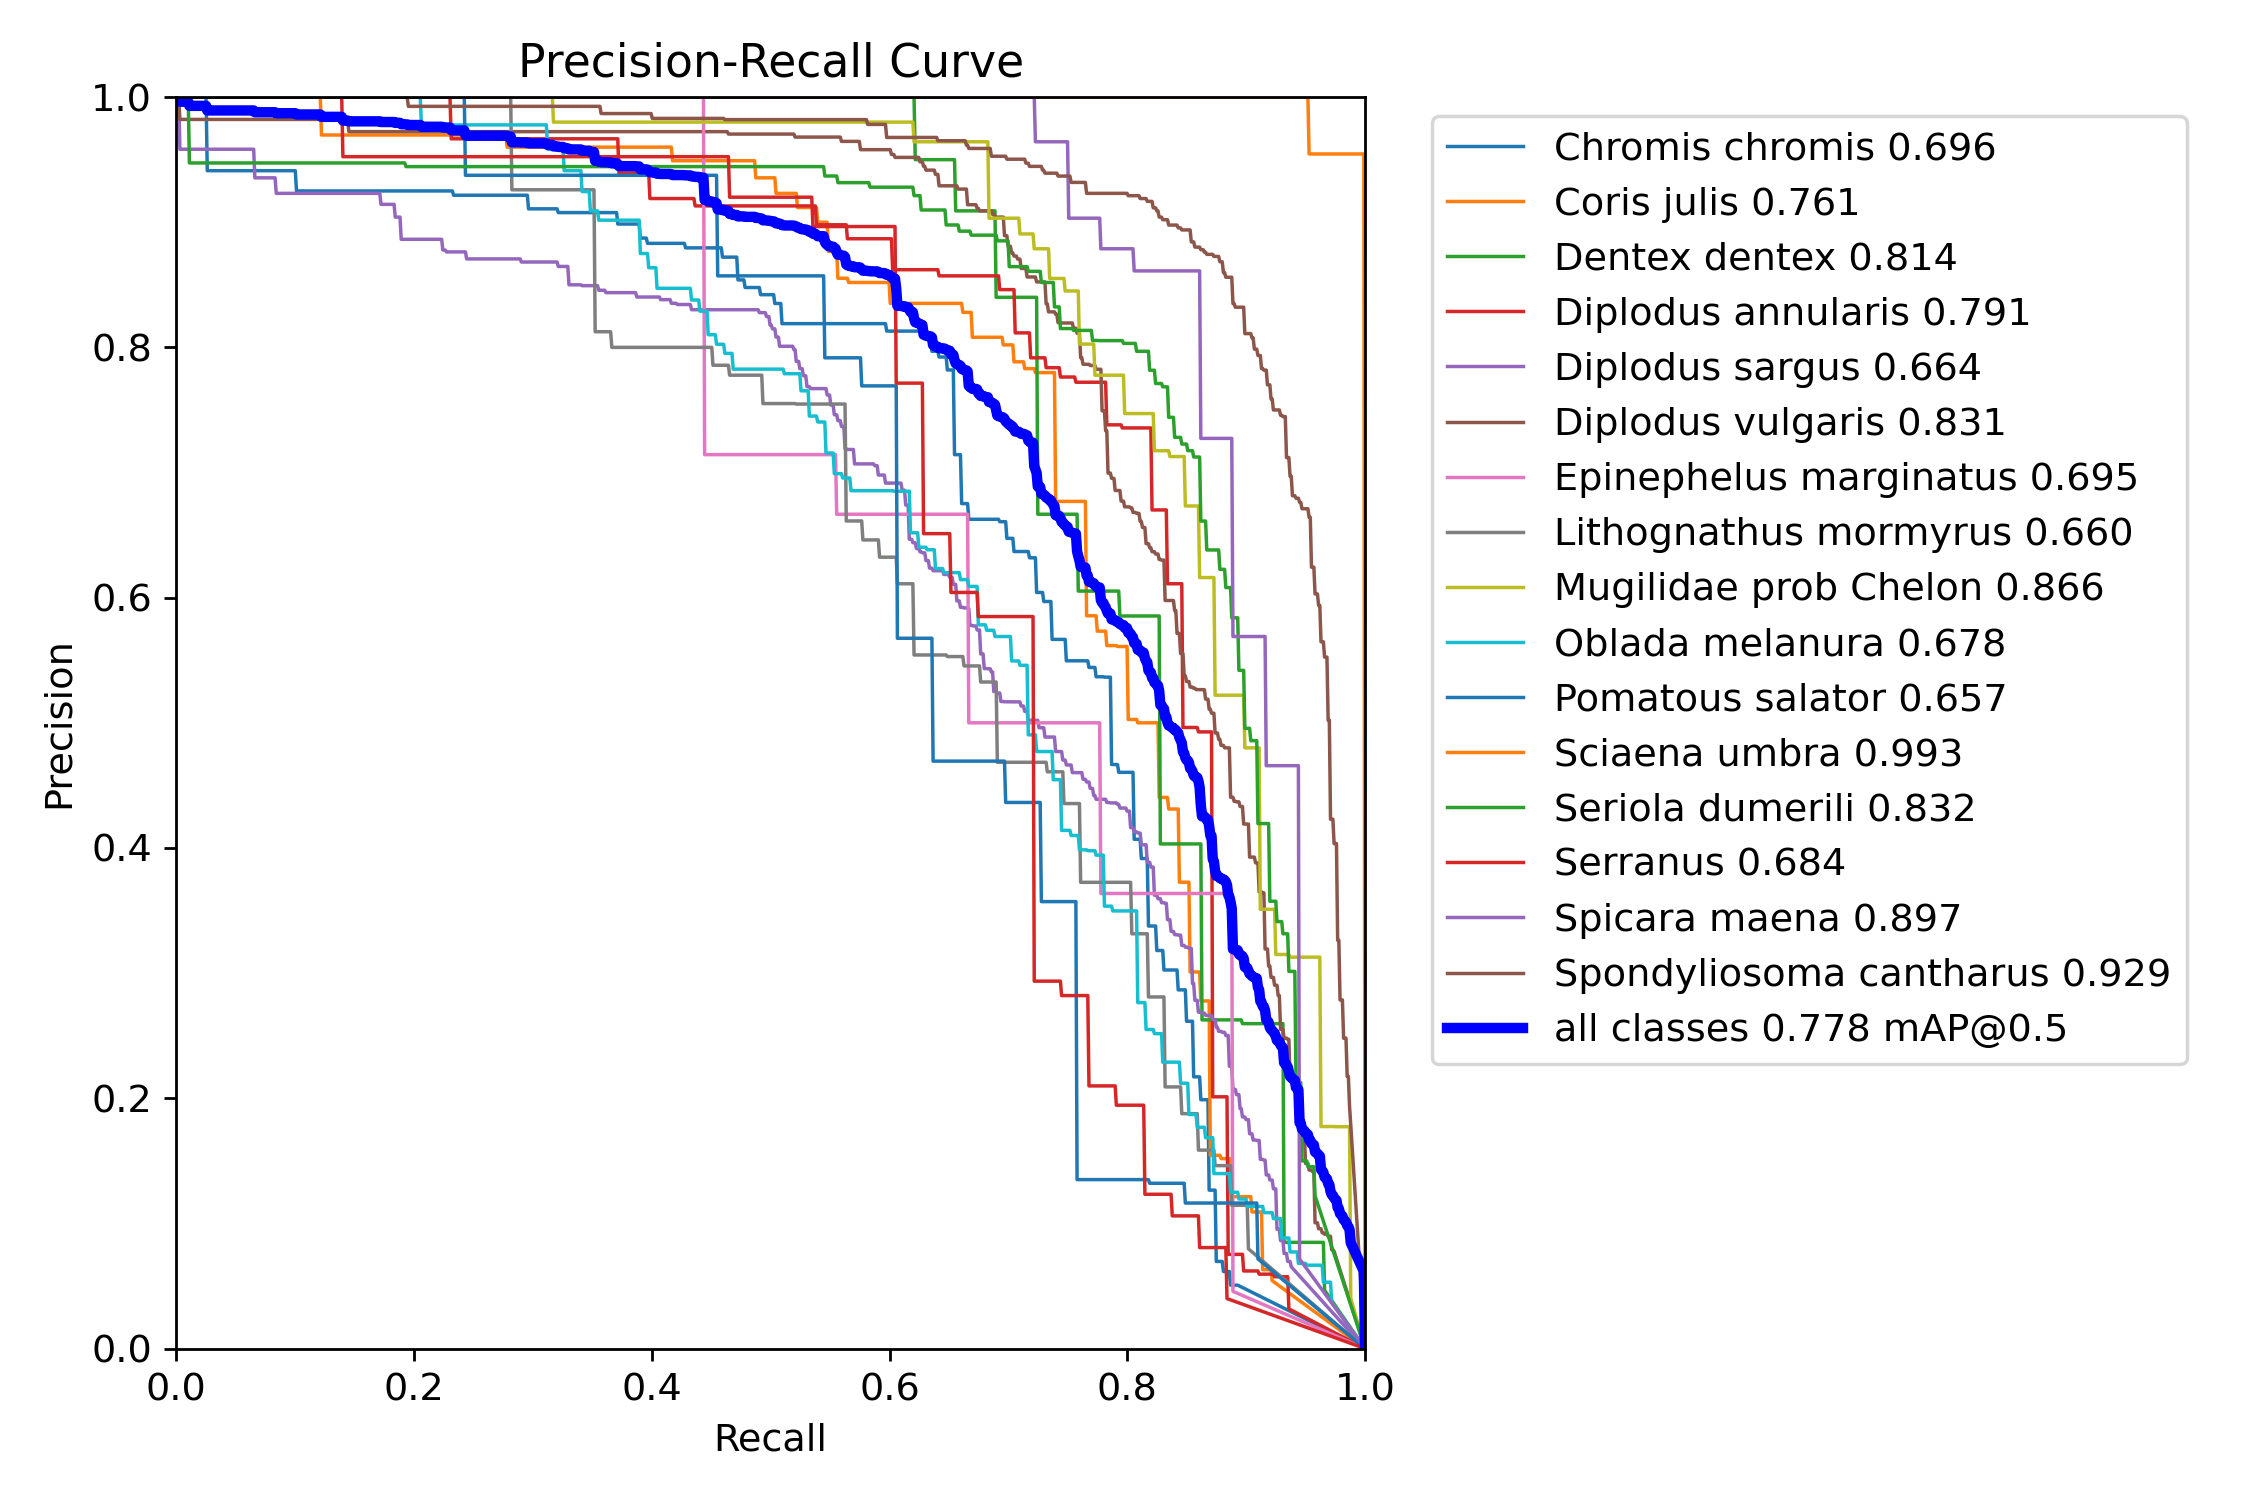 Precision-Recall Curve
1.0
0.8
0.6
0.4
0.2
0.0
Precision
0.0 0.2 0.4 0.6 0.8 1.0
Recall
Chromis chromis 0.696
Coris julis 0.761
Dentex dentex 0.814
Diplodus annularis 0.791
Diplodus sargus 0.664
Diplodus vulgaris 0.831
Epinephelus marginatus 0.695
Lithognathus mormyrus 0.660
Mugilidae prob Chelon 0.866
Oblada melanura 0.678
Pomatous salator 0.657
Sciaena umbra 0.993
Seriola dumerili 0.832
Serranus 0.684
Spicara maena 0.897
Spondyliosoma cantharus 0.929
all classes 0.778 mAP@0.5